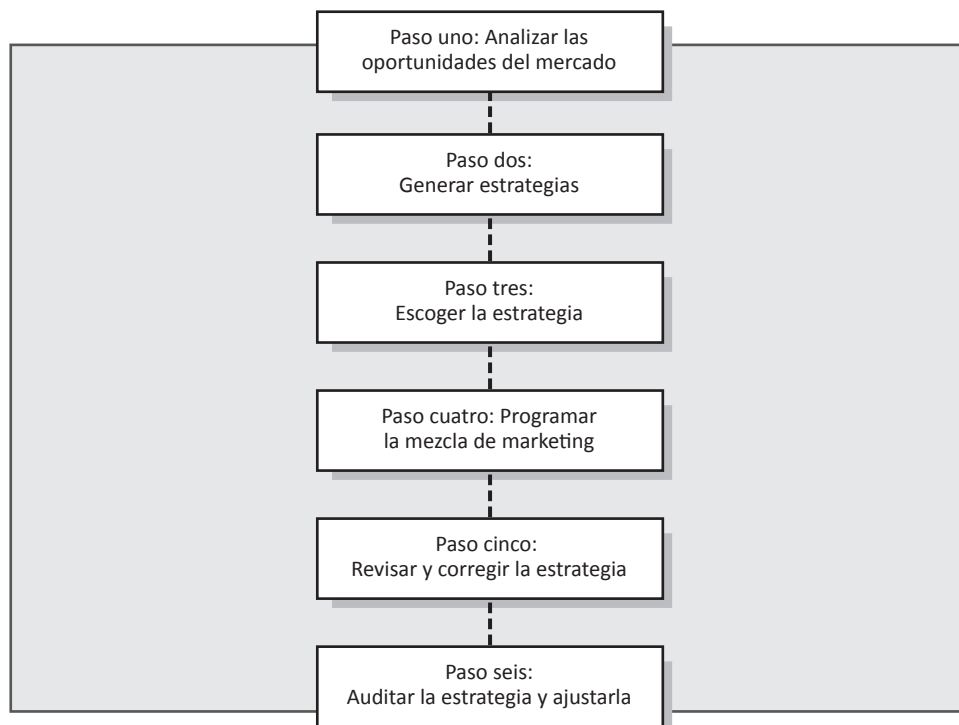 Paso uno: Analizar las
oportunidades del mercado
Paso dos:
Generar estrategias
Paso tres:
Escoger la estrategia
Paso cuatro: Programar
la mezcla de marketing
Paso cinco:
Revisar y corregir la estrategia
Paso seis:
Auditar la estrategia y ajustarla